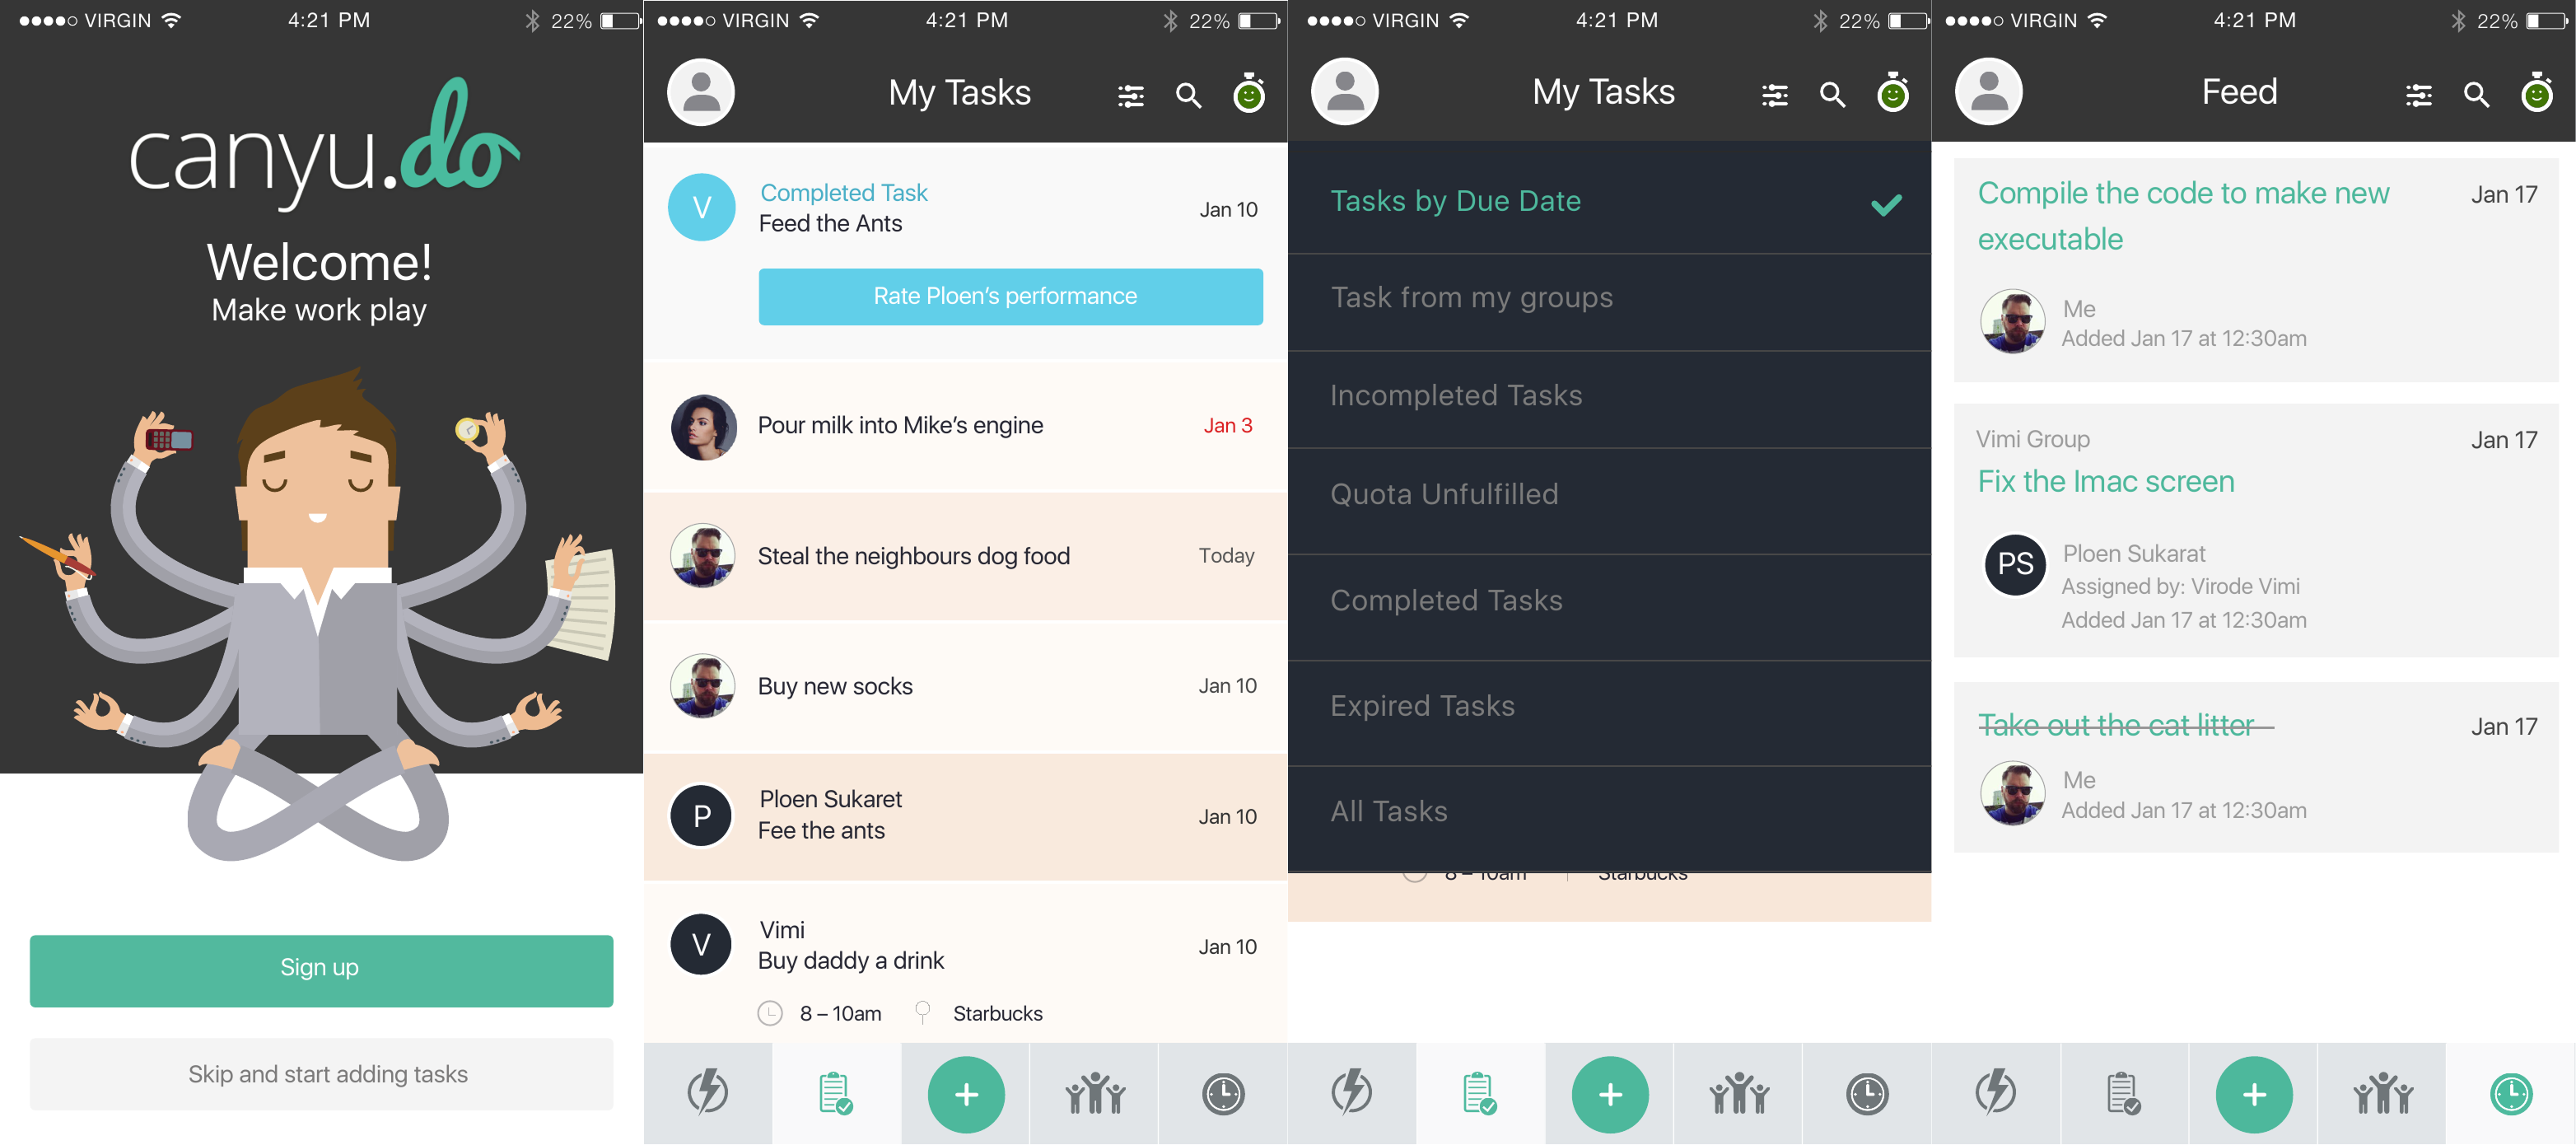 VIRGIN 4:21 PM 22%
canyu.do
Welcome!
Make work play
Sign up
Skip and start adding tasks
VIRGIN 4:21 PM 22%
My Tasks
V
Completed Task
Feed the Ants
Jan 10
Rate Ploen’s performance
Pour milk into Mike’s engine
Jan 3
Steal the neighbours dog food
Today
Buy new socks
Jan 10
P
Ploen Sukaret
Fee the ants
Jan 10
V
Vimi
Buy daddy a drink
Jan 10
8 – 10am Starbucks
VIRGIN 4:21 PM 22%
My Tasks
Tasks by Due Date
Task from my groups
Incompleted Tasks
Quota Unfulfilled
Completed Tasks
Expired Tasks
All Tasks
8 – 10am Starbucks
VIRGIN 4:21 PM 22%
Feed
Compile the code to make new
executable
Jan 17
Me
Added Jan 17 at 12:30am
Vimi Group
Jan 17
Fix the Imac screen
PS
Ploen Sukarat
Assigned by: Virode Vimi
Added Jan 17 at 12:30am
Take out the cat litter
Jan 17
Me
Added Jan 17 at 12:30am